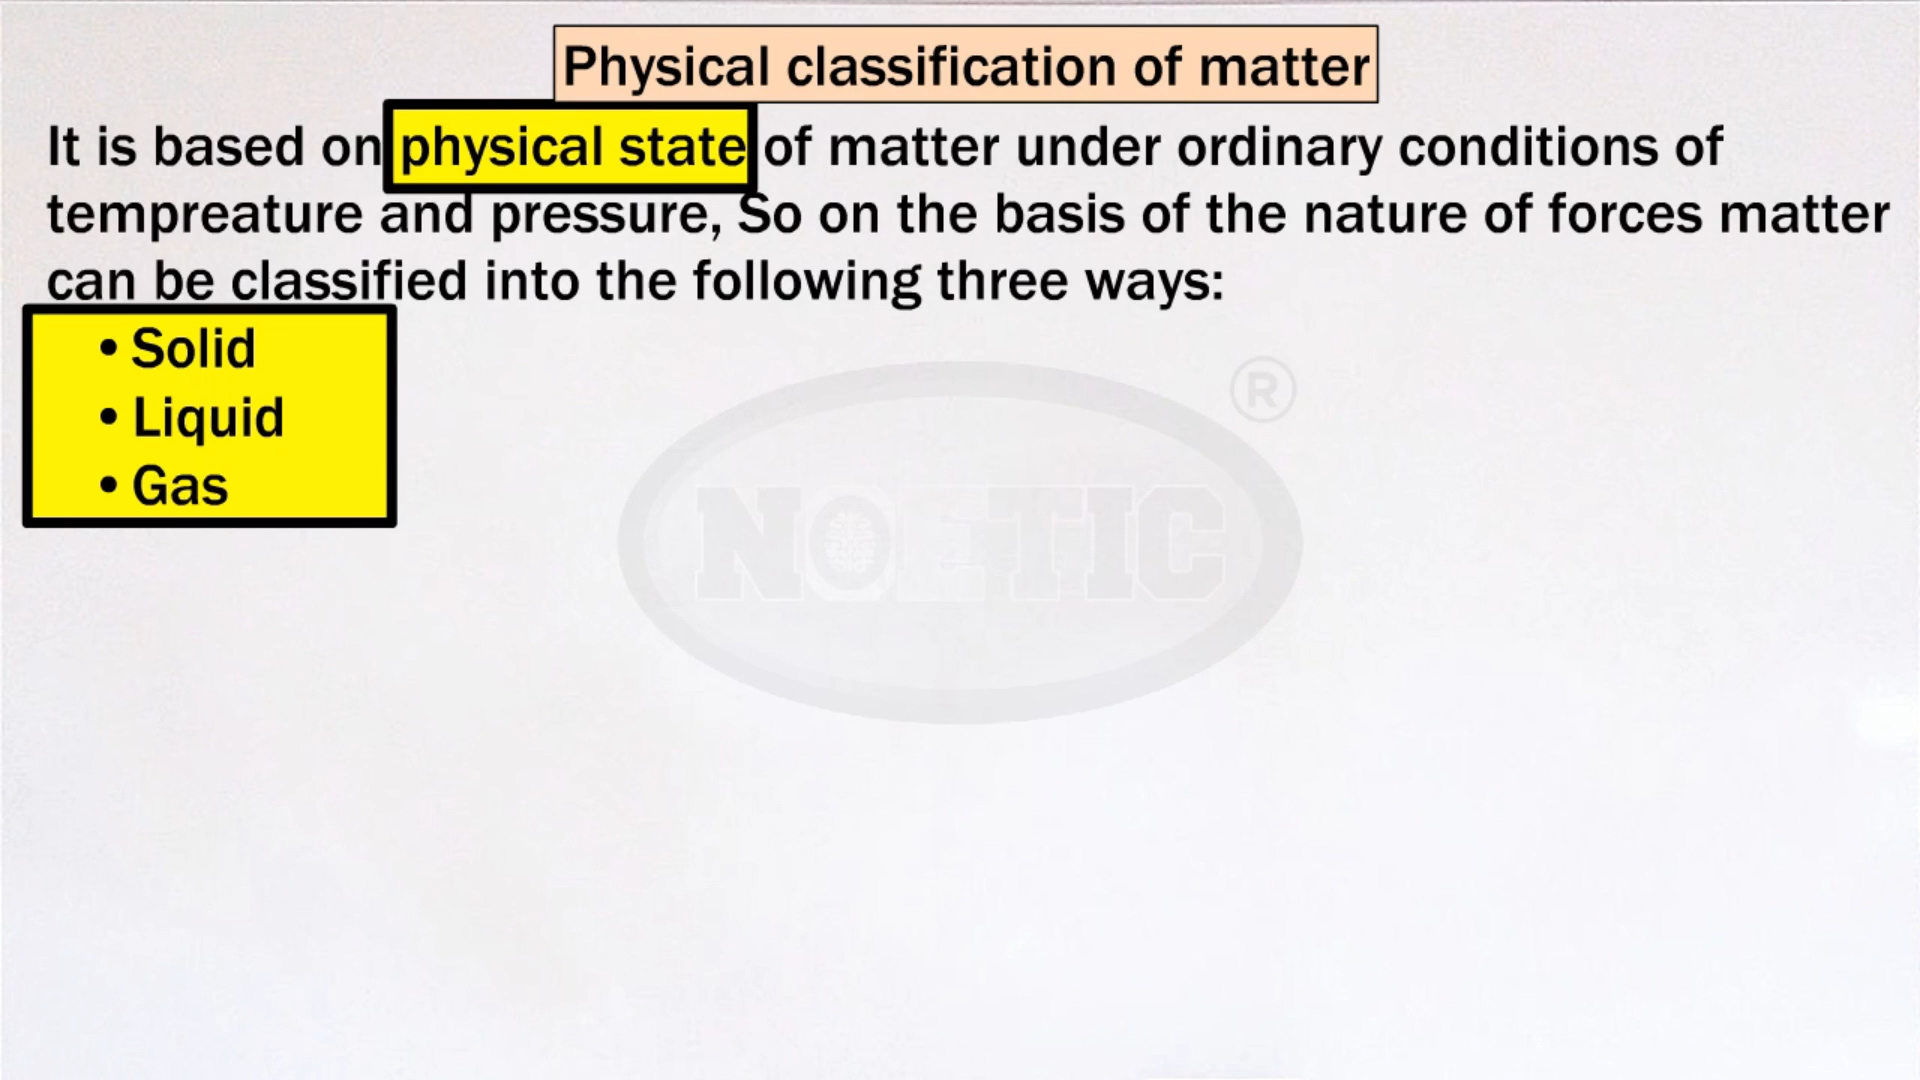 Physical classification of matter
It is based on physical state of matter under ordinary conditions of
tempreature and pressure, So on the basis of the nature of forces matter
can be classified into the following three ways:
• Solid
• Liquid
• Gas
®
NOETIC